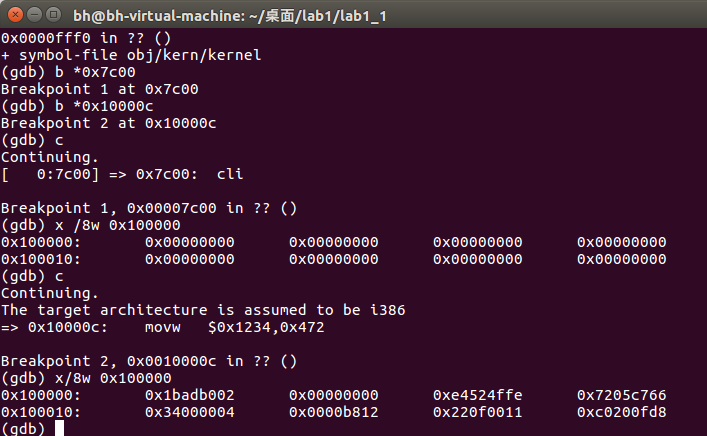 bh@bh-virtual-machine: ~/桌面/lab1/lab1_1
0x0000fff0 in ?? ()
+ symbol-file obj/kern/kernel
(gdb) b *0x7c00
Breakpoint 1 at 0x7c00
(gdb) b *0x10000c
Breakpoint 2 at 0x10000c
(gdb) c
Continuing.
[   0:7c00] => 0x7c00:  cli
Breakpoint 1, 0x00007c00 in ?? ()
(gdb) x /8w 0x100000
0x100000:       0x00000000      0x00000000      0x00000000      0x00000000
0x100010:       0x00000000      0x00000000      0x00000000      0x00000000
(gdb) c
Continuing.
The target architecture is assumed to be i386
=> 0x10000c:    movw   $0x1234,0x472
Breakpoint 2, 0x0010000c in ?? ()
(gdb) x/8w 0x100000
0x100000:       0x1badb002      0x00000000      0xe4524ffe      0x7205c766
0x100010:       0x34000004      0x0000b812      0x220f0011      0xc0200fd8
(gdb)